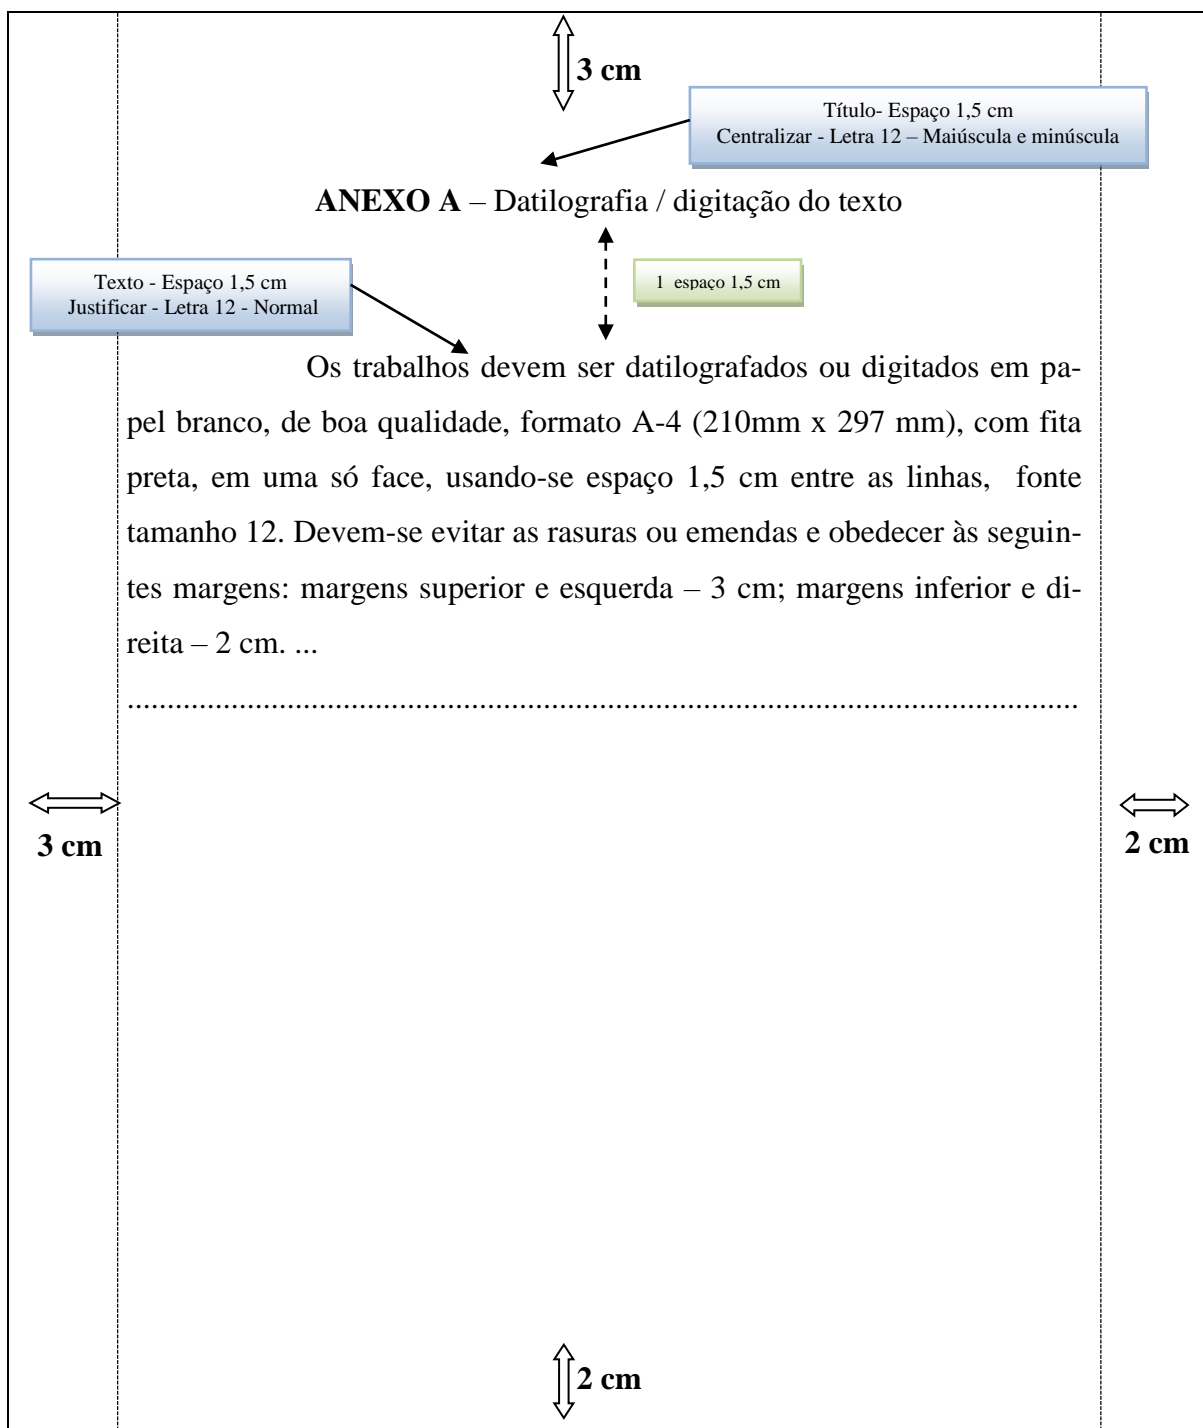 3 cm
Título- Espaço 1,5 cm
Centralizar - Letra 12 – Maiúscula e minúscula
ANEXO A – Datilografia / digitação do texto
Texto - Espaço 1,5 cm
Justificar - Letra 12 - Normal
1 espaço 1,5 cm
Os trabalhos devem ser datilografados ou digitados em pa-
pel branco, de boa qualidade, formato A-4 (210mm x 297 mm), com fita
preta, em uma só face, usando-se espaço 1,5 cm entre as linhas, fonte
tamanho 12. Devem-se evitar as rasuras ou emendas e obedecer às seguin-
tes margens: margens superior e esquerda – 3 cm; margens inferior e di-
reita – 2 cm. ...
.......................................................................................................................
3 cm
2 cm
2 cm